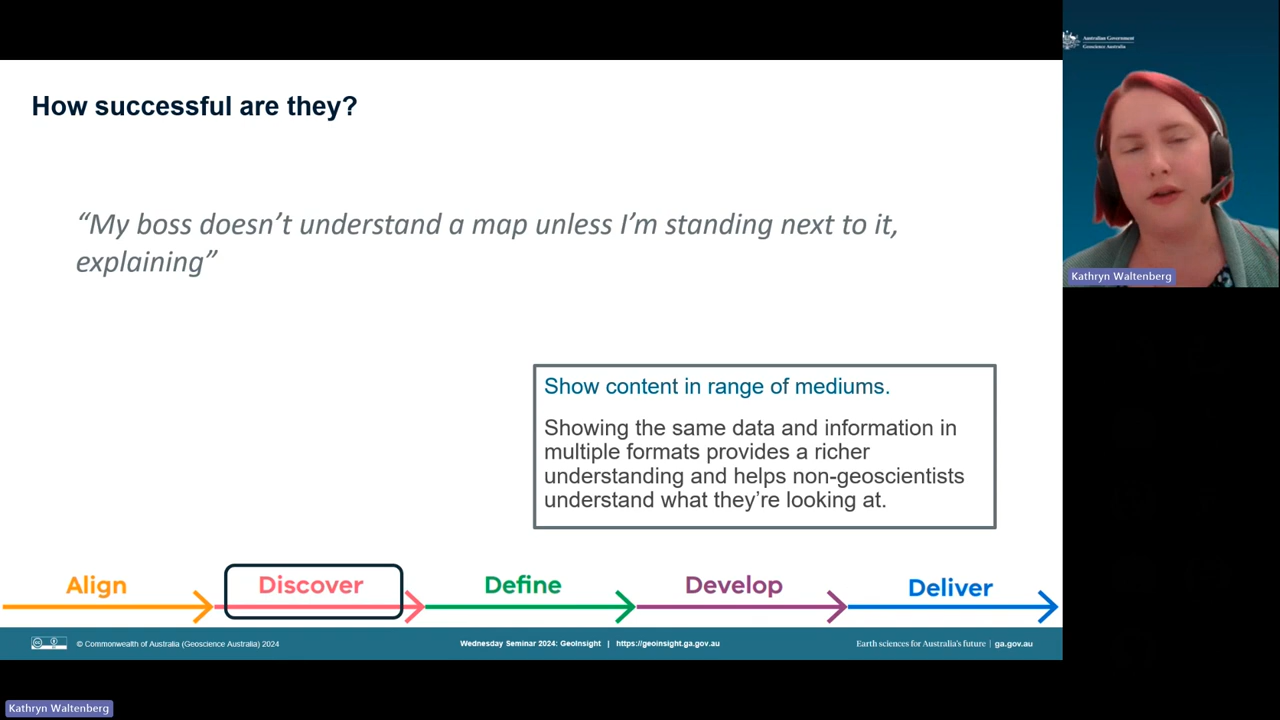 How successful are they?
“My boss doesn’t understand a map unless I’m standing next to it,
explaining”
Show content in range of mediums.
Showing the same data and information in
multiple formats provides a richer
understanding and helps non-geoscientists
understand what they’re looking at.
Align
Discover
Define
Develop
Deliver
© Commonwealth of Australia (Geoscience Australia) 2024
Wednesday Seminar 2024: GeoInsight | https://geoinsight.ga.gov.au
Earth sciences for Australia’s future | ga.gov.au
Australian Government
Geoscience Australia
Kathryn Waltenberg
Kathryn Waltenberg